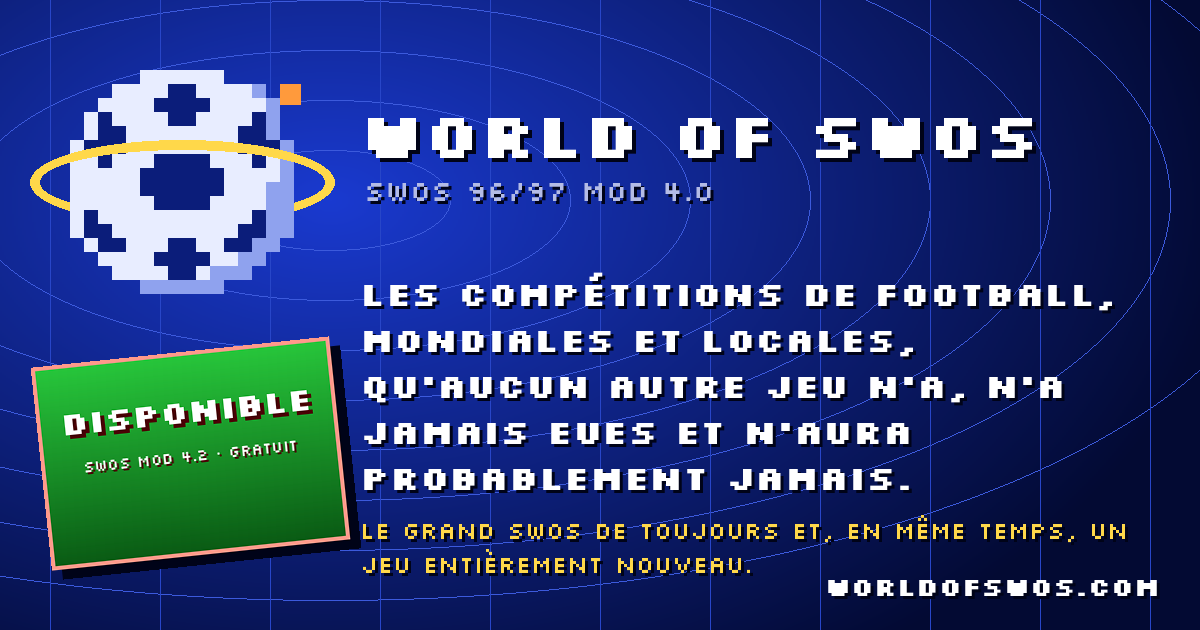 WORLD OF SWOS
SWOS 96/97 MOD 4.0
LES COMPÉTITIONS DE FOOTBALL,
MONDIALES ET LOCALES,
QU'AUCUN AUTRE JEU N'A, N'A
JAMAIS EUES ET N'AURA
PROBABLEMENT JAMAIS.
DISPONIBLE
SWOS MOD 4.2 · GRATUIT
LE GRAND SWOS DE TOUJOURS ET, EN MÊME TEMPS, UN
JEU ENTIÈREMENT NOUVEAU.
WORLDOFSWOS.COM